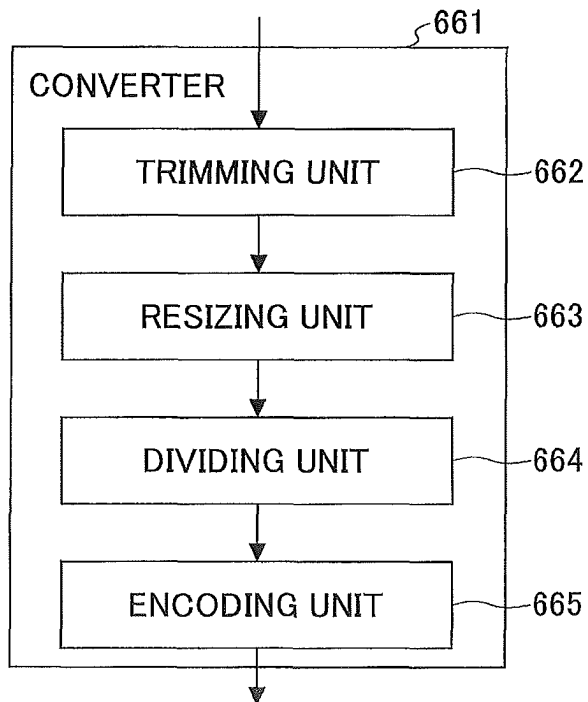 661
CONVERTER
TRIMMING UNIT 662
RESIZING UNIT 663
DIVIDING UNIT 664
ENCODING UNIT 665